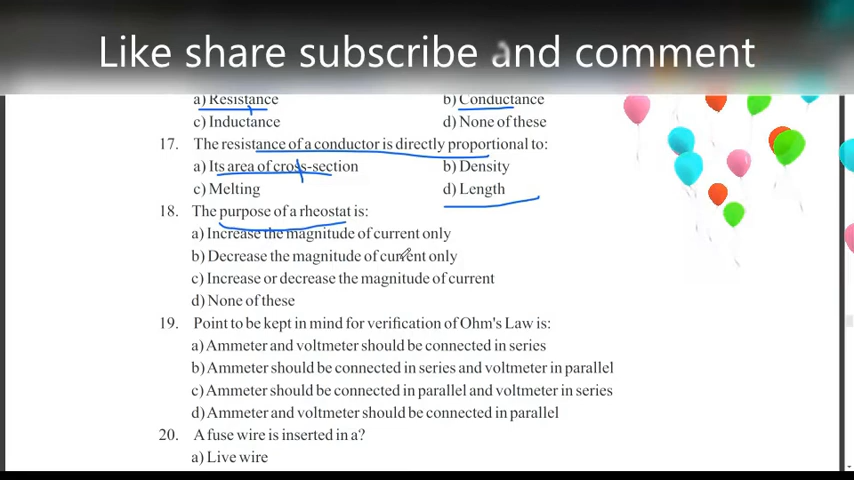 Like share subscribe and comment
a) Resistance b) Conductance
c) Inductance d) None of these
17. The resistance of a conductor is directly proportional to:
a) Its area of cross-section b) Density
c) Melting d) Length
18. The purpose of a rheostat is:
a) Increase the magnitude of current only
b) Decrease the magnitude of current only
c) Increase or decrease the magnitude of current
d) None of these
19. Point to be kept in mind for verification of Ohm's Law is:
a) Ammeter and voltmeter should be connected in series
b) Ammeter should be connected in series and voltmeter in parallel
c) Ammeter should be connected in parallel and voltmeter in series
d) Ammeter and voltmeter should be connected in parallel
20. A fuse wire is inserted in a?
a) Live wire